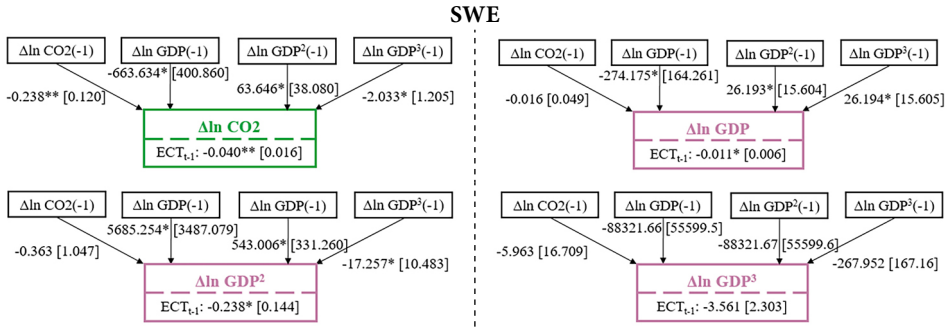 SWE
Δln CO2(-1) Δln GDP(-1) Δln GDP²(-1) Δln GDP³(-1)
-663.634* [400.860]
63.646* [38.080]
-0.238** [0.120]
-2.033* [1.205]
Δln CO2
ECTt-1: -0.040** [0.016]
Δln CO2(-1) Δln GDP(-1) Δln GDP²(-1) Δln GDP³(-1)
-274.175* [164.261]
26.193* [15.604]
-0.016 [0.049]
26.194* [15.605]
Δln GDP
ECTt-1: -0.011* [0.006]
Δln CO2(-1) Δln GDP(-1) Δln GDP(-1) Δln GDP³(-1)
5685.254* [3487.079]
543.006* [331.260]
-0.363 [1.047]
-17.257* [10.483]
Δln GDP²
ECTt-1: -0.238* [0.144]
Δln CO2(-1) Δln GDP(-1) Δln GDP²(-1) Δln GDP³(-1)
-88321.66 [55599.5]
-88321.67 [55599.6]
-5.963 [16.709]
-267.952 [167.16]
Δln GDP³
ECTt-1: -3.561 [2.303]